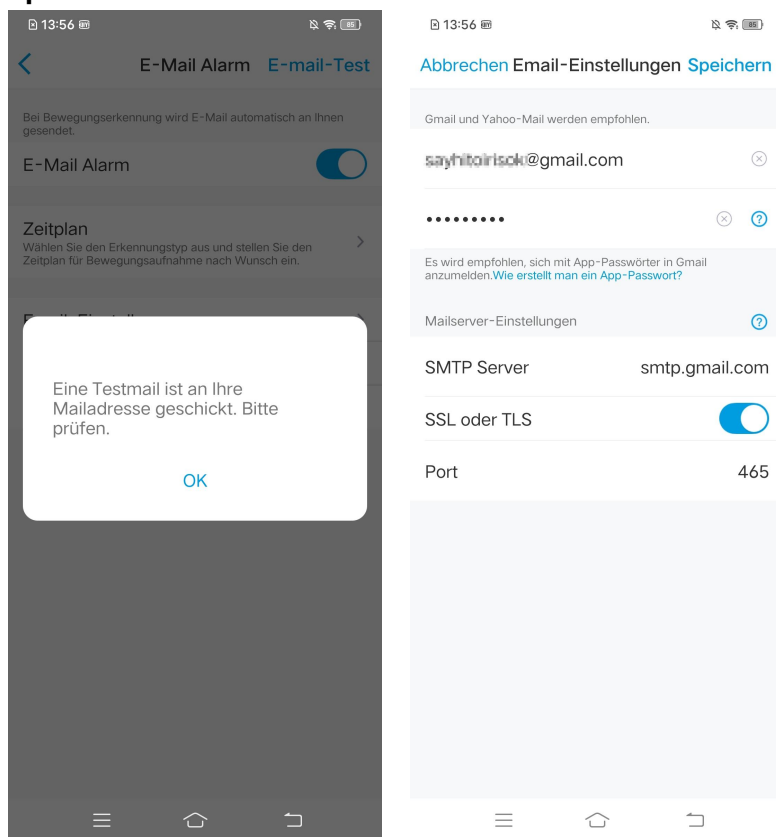 13:56
85
E-Mail Alarm E-mail-Test
Bei Bewegungserkennung wird E-Mail automatisch an Ihnen
gesendet.
E-Mail Alarm
Zeitplan
Wählen Sie den Erkennungstyp aus und stellen Sie den
Zeitplan für Bewegungsaufnahme nach Wunsch ein.
Eine Testmail ist an Ihre
Mailadresse geschickt. Bitte
prüfen.
OK
13:56
85
Abbrechen Email-Einstellungen Speichern
Gmail und Yahoo-Mail werden empfohlen.
@gmail.com
•••••••••
Es wird empfohlen, sich mit App-Passwörter in Gmail
anzumelden.Wie erstellt man ein App-Passwort?
Mailserver-Einstellungen
SMTP Server smtp.gmail.com
SSL oder TLS
Port 465